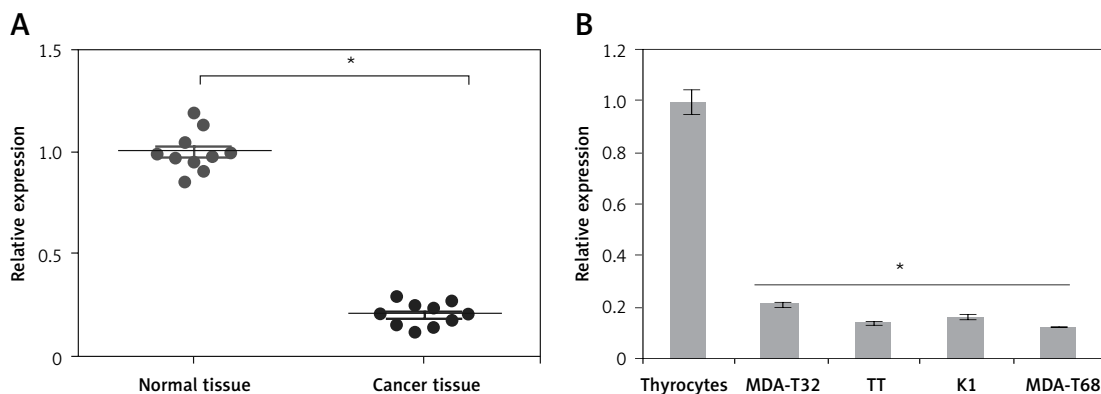 A
Relative expression
1.5
1.0
0.5
0
*
Normal tissue Cancer tissue
B
Relative expression
1.2
1.0
0.8
0.6
0.4
0.2
0
*
Thyrocytes MDA-T32 TT K1 MDA-T68